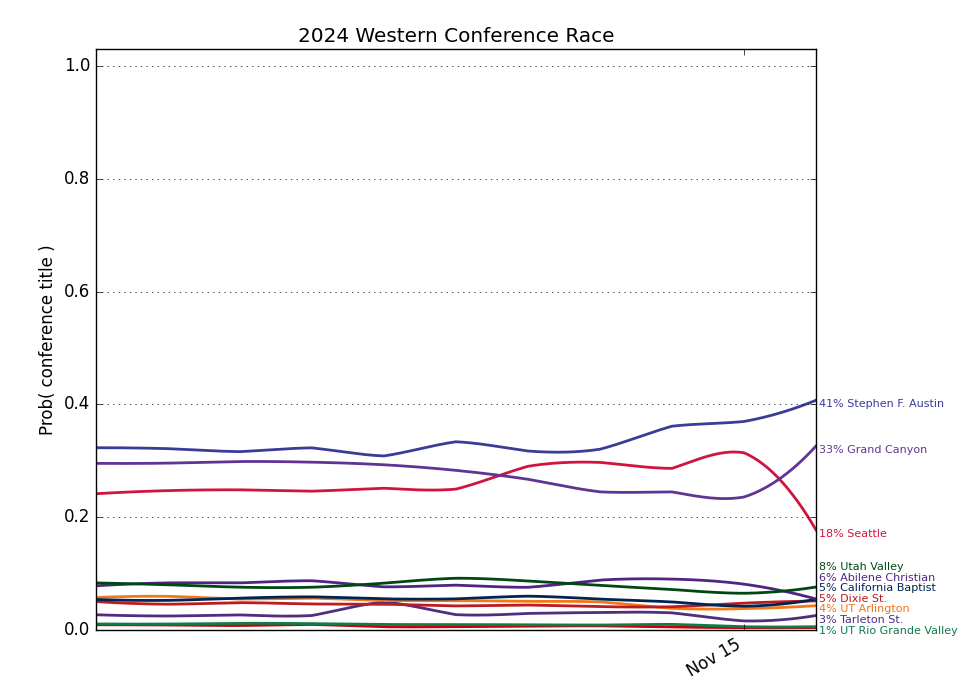 2024 Western Conference Race
Prob( conference title )
1.0
0.8
0.6
0.4
0.2
0.0
Nov 15
41% Stephen F. Austin
33% Grand Canyon
18% Seattle
8% Utah Valley
6% Abilene Christian
5% California Baptist
5% Dixie St.
4% UT Arlington
3% Tarleton St.
1% UT Rio Grande Valley